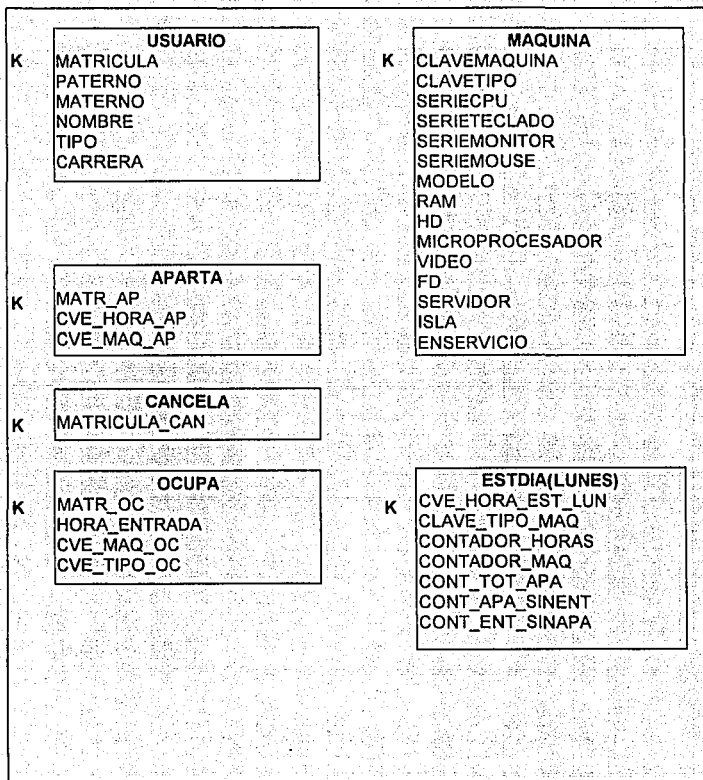 USUARIO
K MATRICULA
PATERNO
MATERNO
NOMBRE
TIPO
CARRERA
MAQUINA
K CLAVEMAQUINA
CLAVETIPO
SERIECPU
SERIETECLADO
SERIEMONITOR
SERIEMOUSE
MODELO
RAM
HD
MICROPROCESADOR
VIDEO
FD
SERVIDOR
ISLA
ENSERVICIO
APARTA
K MATR_AP
CVE_HORA_AP
CVE_MAQ_AP
CANCELA
K MATRICULA_CAN
OCUPA
K MATR_OC
HORA_ENTRADA
CVE_MAQ_OC
CVE_TIPO_OC
ESTDIA(LUNES)
K CVE_HORA_EST_LUN
CLAVE_TIPO_MAQ
CONTADOR_HORAS
CONTADOR_MAQ
CONT_TOT_APA
CONT_APA_SINENT
CONT_ENT_SINAPA